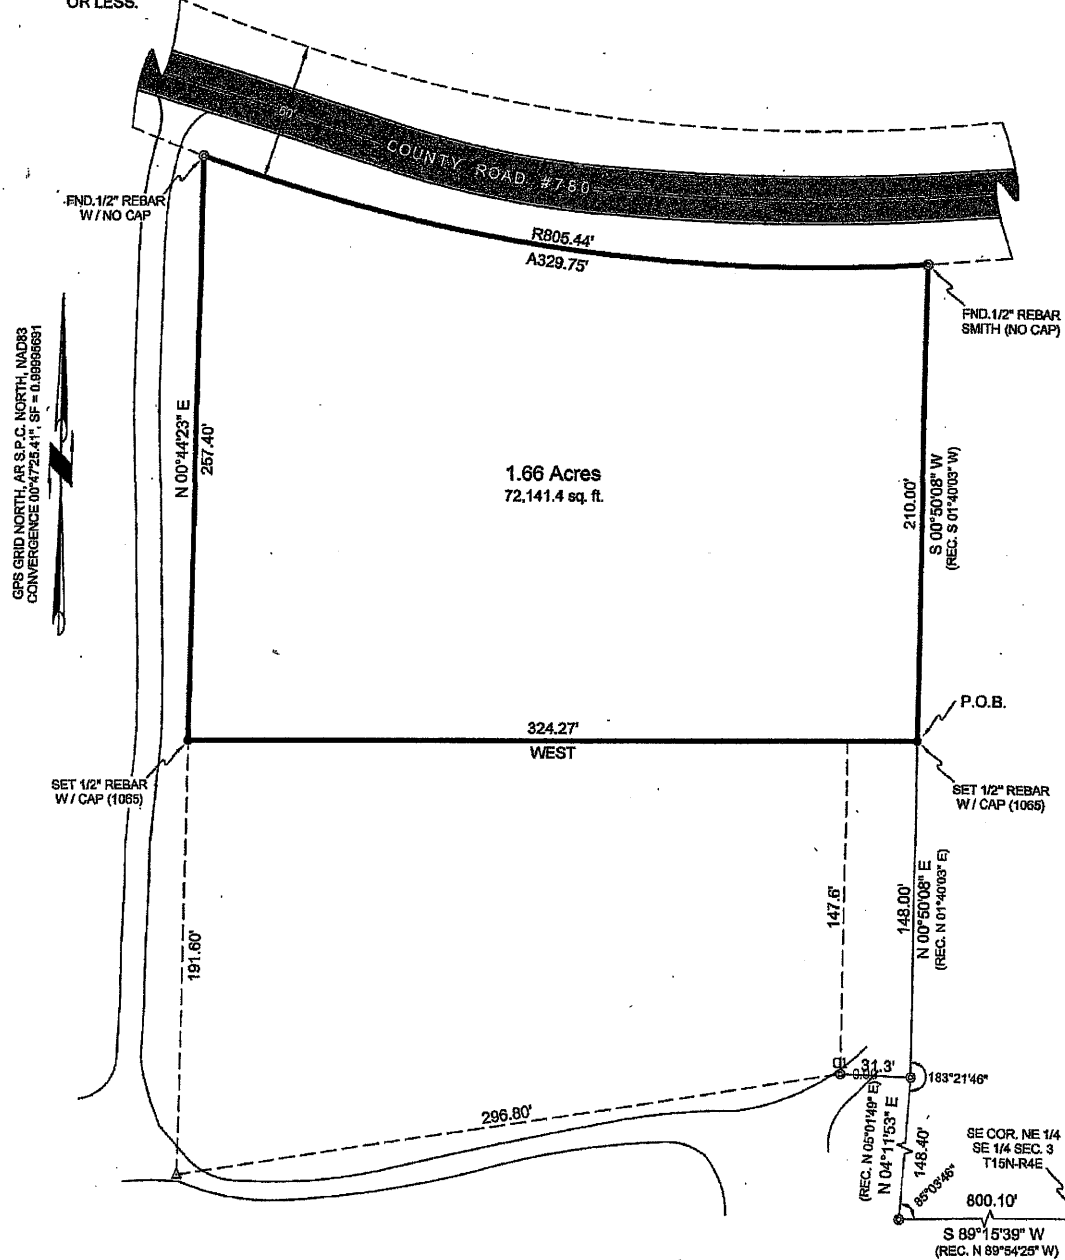 OR LESS.
60'
COUNTY ROAD #780
FND.1/2" REBAR
W / NO CAP
R805.44'
A329.75'
FND.1/2" REBAR
SMITH (NO CAP)
GPS GRID NORTH, AR S.P.C. NORTH, NAD83
CONVERGENCE 00°47'25.41", SF = 0.99995691
N 00°44'23" E
257.40'
1.66 Acres
72,141.4 sq. ft.
210.00'
S 00°50'08" W
(REC. S 01°40'03" W)
P.O.B.
324.27'
WEST
SET 1/2" REBAR
W / CAP (1065)
SET 1/2" REBAR
W / CAP (1065)
191.60'
147.6'
148.00'
N 00°50'08" E
(REC. N 01°40'03" E)
31.3'
183°21'46"
296.80'
(REC. N 05°01'49" E)
N 04°11'53" E
148.40'
85°03'46"
SE COR. NE 1/4
SE 1/4 SEC. 3
T15N-R4E
800.10'
S 89°15'39" W
(REC. N 89°54'25" W)